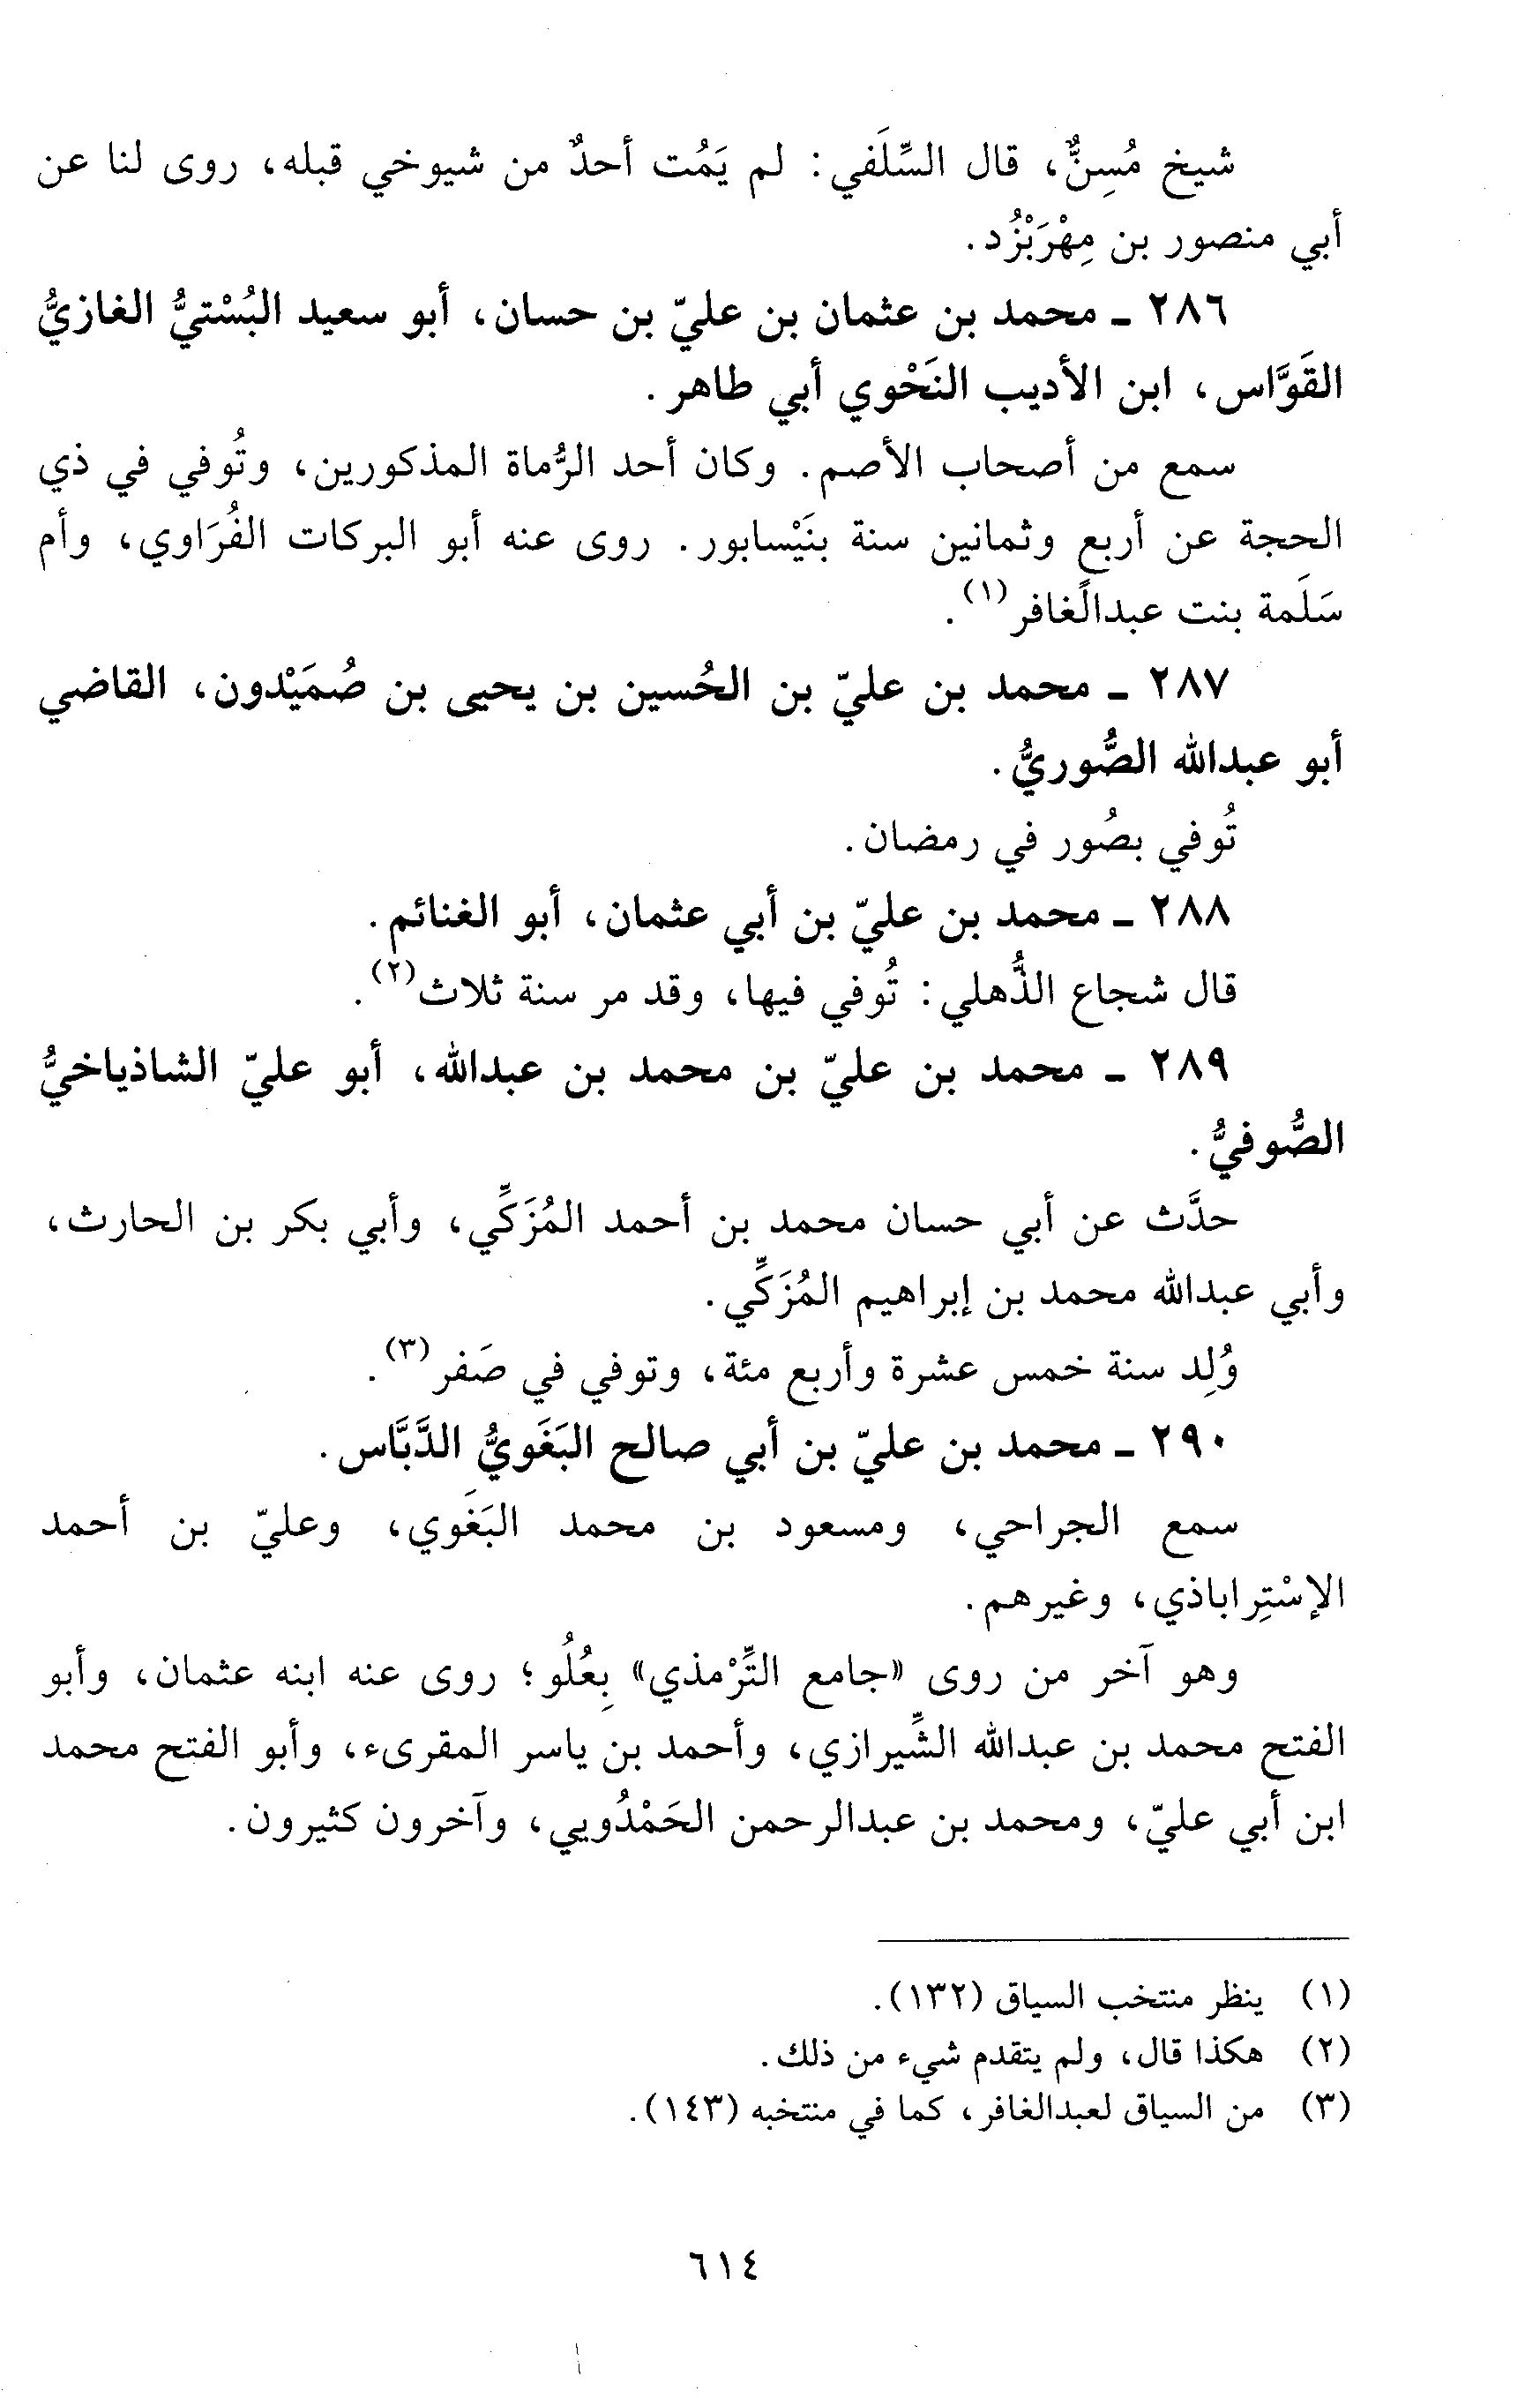 شيخ مُسِنٌّ، قال السِّلَفي: لم يَمُت أحدٌ من شيوخي قبله، روى لنا عن
أبي منصور بن مِهْرَبْزُد.
٢٨٦ ـ محمد بن عثمان بن عليّ بن حسان، أبو سعيد البُسْتيُّ الغازيُّ
القَوَّاس، ابن الأديب النَحْوي أبي طاهر.
سمع من أصحاب الأصم. وكان أحد الرُّماة المذكورين، وتُوفي في ذي
الحجة عن أربع وثمانين سنة بنَيْسابور. روى عنه أبو البركات الفُرَاوي، وأم
سَلَمة بنت عبدالغافر(١).
٢٨٧ ـ محمد بن عليّ بن الحُسين بن يحيى بن صُمَيْدون، القاضي
أبو عبدالله الصُّوريُّ.
تُوفي بصُور في رمضان.
٢٨٨ ـ محمد بن عليّ بن أبي عثمان، أبو الغنائم.
قال شجاع الذُّهلي: تُوفي فيها، وقد مر سنة ثلاث(٢).
٢٨٩ ـ محمد بن عليّ بن محمد بن عبدالله، أبو عليّ الشاذياخيُّ
الصُّوفيُّ.
حدَّث عن أبي حسان محمد بن أحمد المُزَكِّي، وأبي بكر بن الحارث،
وأبي عبدالله محمد بن إبراهيم المُزَكِّي.
وُلِد سنة خمس عشرة وأربع مئة، وتوفي في صَفر(٣).
٢٩٠ ـ محمد بن عليّ بن أبي صالح البَغَويُّ الدَّبَّاس.
سمع الجراحي، ومسعود بن محمد البَغَوي، وعليّ بن أحمد
الإسْتِراباذي، وغيرهم.
وهو آخر من روى «جامع التِّرْمذي» بِعُلُو؛ روى عنه ابنه عثمان، وأبو
الفتح محمد بن عبدالله الشِّيرازي، وأحمد بن ياسر المقرىء، وأبو الفتح محمد
ابن أبي عليّ، ومحمد بن عبدالرحمن الحَمْدُويي، وآخرون كثيرون.
(١) ينظر منتخب السياق (١٣٢).
(٢) هكذا قال، ولم يتقدم شيء من ذلك.
(٣) من السياق لعبدالغافر، كما في منتخبه (١٤٣).
٦١٤